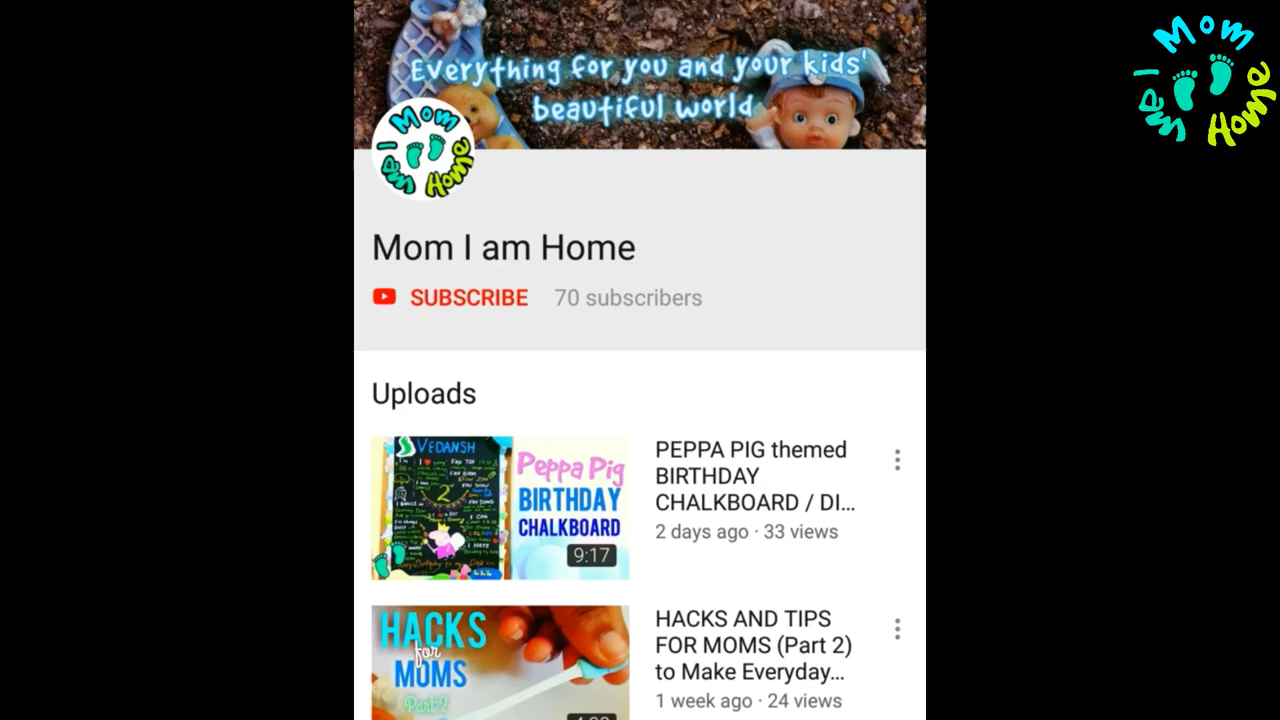 Everything for you and your kids'
beautiful world
Mom
I am
Home
Mom
I am
Home
Mom I am Home
SUBSCRIBE 70 subscribers
Uploads
VEDANSH
2
Peppa Pig
BIRTHDAY
CHALKBOARD
9:17
PEPPA PIG themed
BIRTHDAY
CHALKBOARD / DI...
2 days ago · 33 views
HACKS
for
MOMS
Part 2
HACKS AND TIPS
FOR MOMS (Part 2)
to Make Everyday...
1 week ago · 24 views